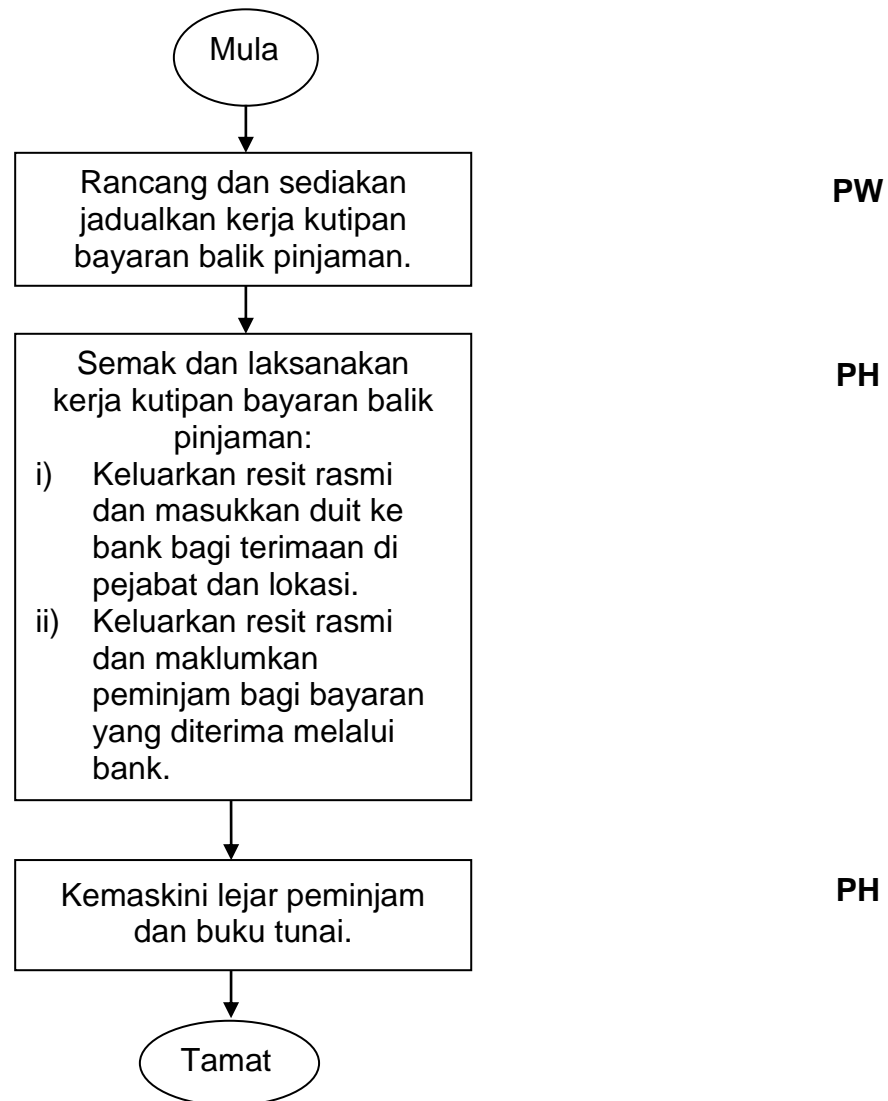 Mula
Rancang dan sediakan
jadualkan kerja kutipan
bayaran balik pinjaman.
PW
Semak dan laksanakan
kerja kutipan bayaran balik
pinjaman:
i) Keluarkan resit rasmi
dan masukkan duit ke
bank bagi terimaan di
pejabat dan lokasi.
ii) Keluarkan resit rasmi
dan maklumkan
peminjam bagi bayaran
yang diterima melalui
bank.
PH
Kemaskini lejar peminjam
dan buku tunai.
PH
Tamat